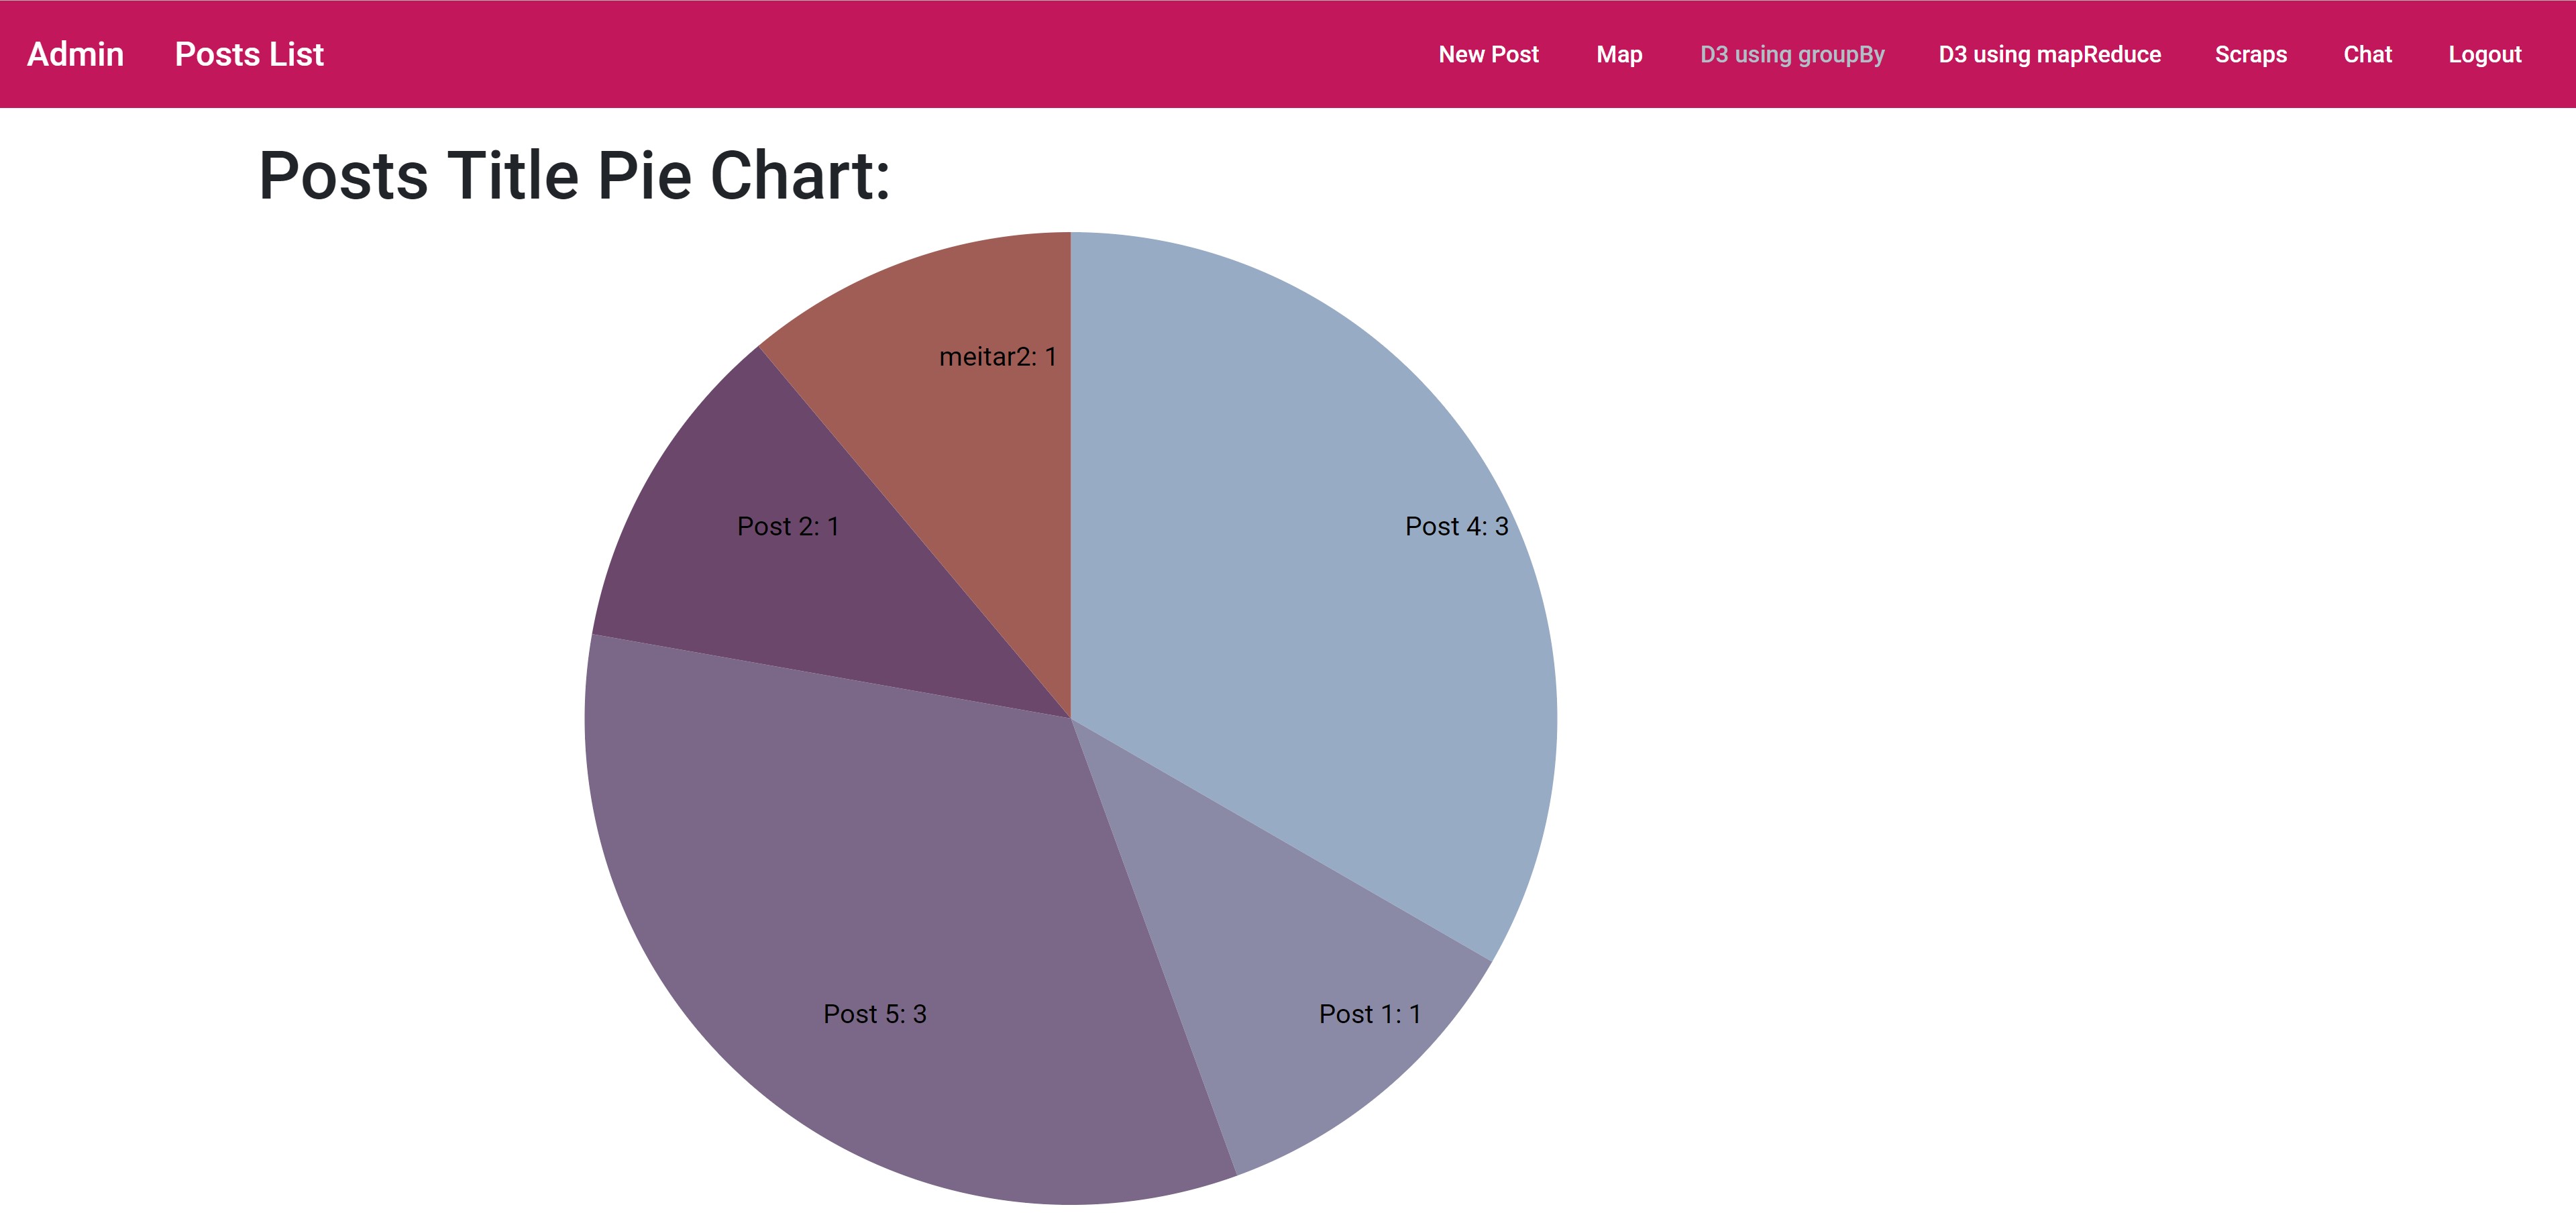 Admin Posts List New Post Map D3 using groupBy D3 using mapReduce Scraps Chat Logout
Posts Title Pie Chart:
meitar2: 1
Post 2: 1
Post 4: 3
Post 5: 3
Post 1: 1